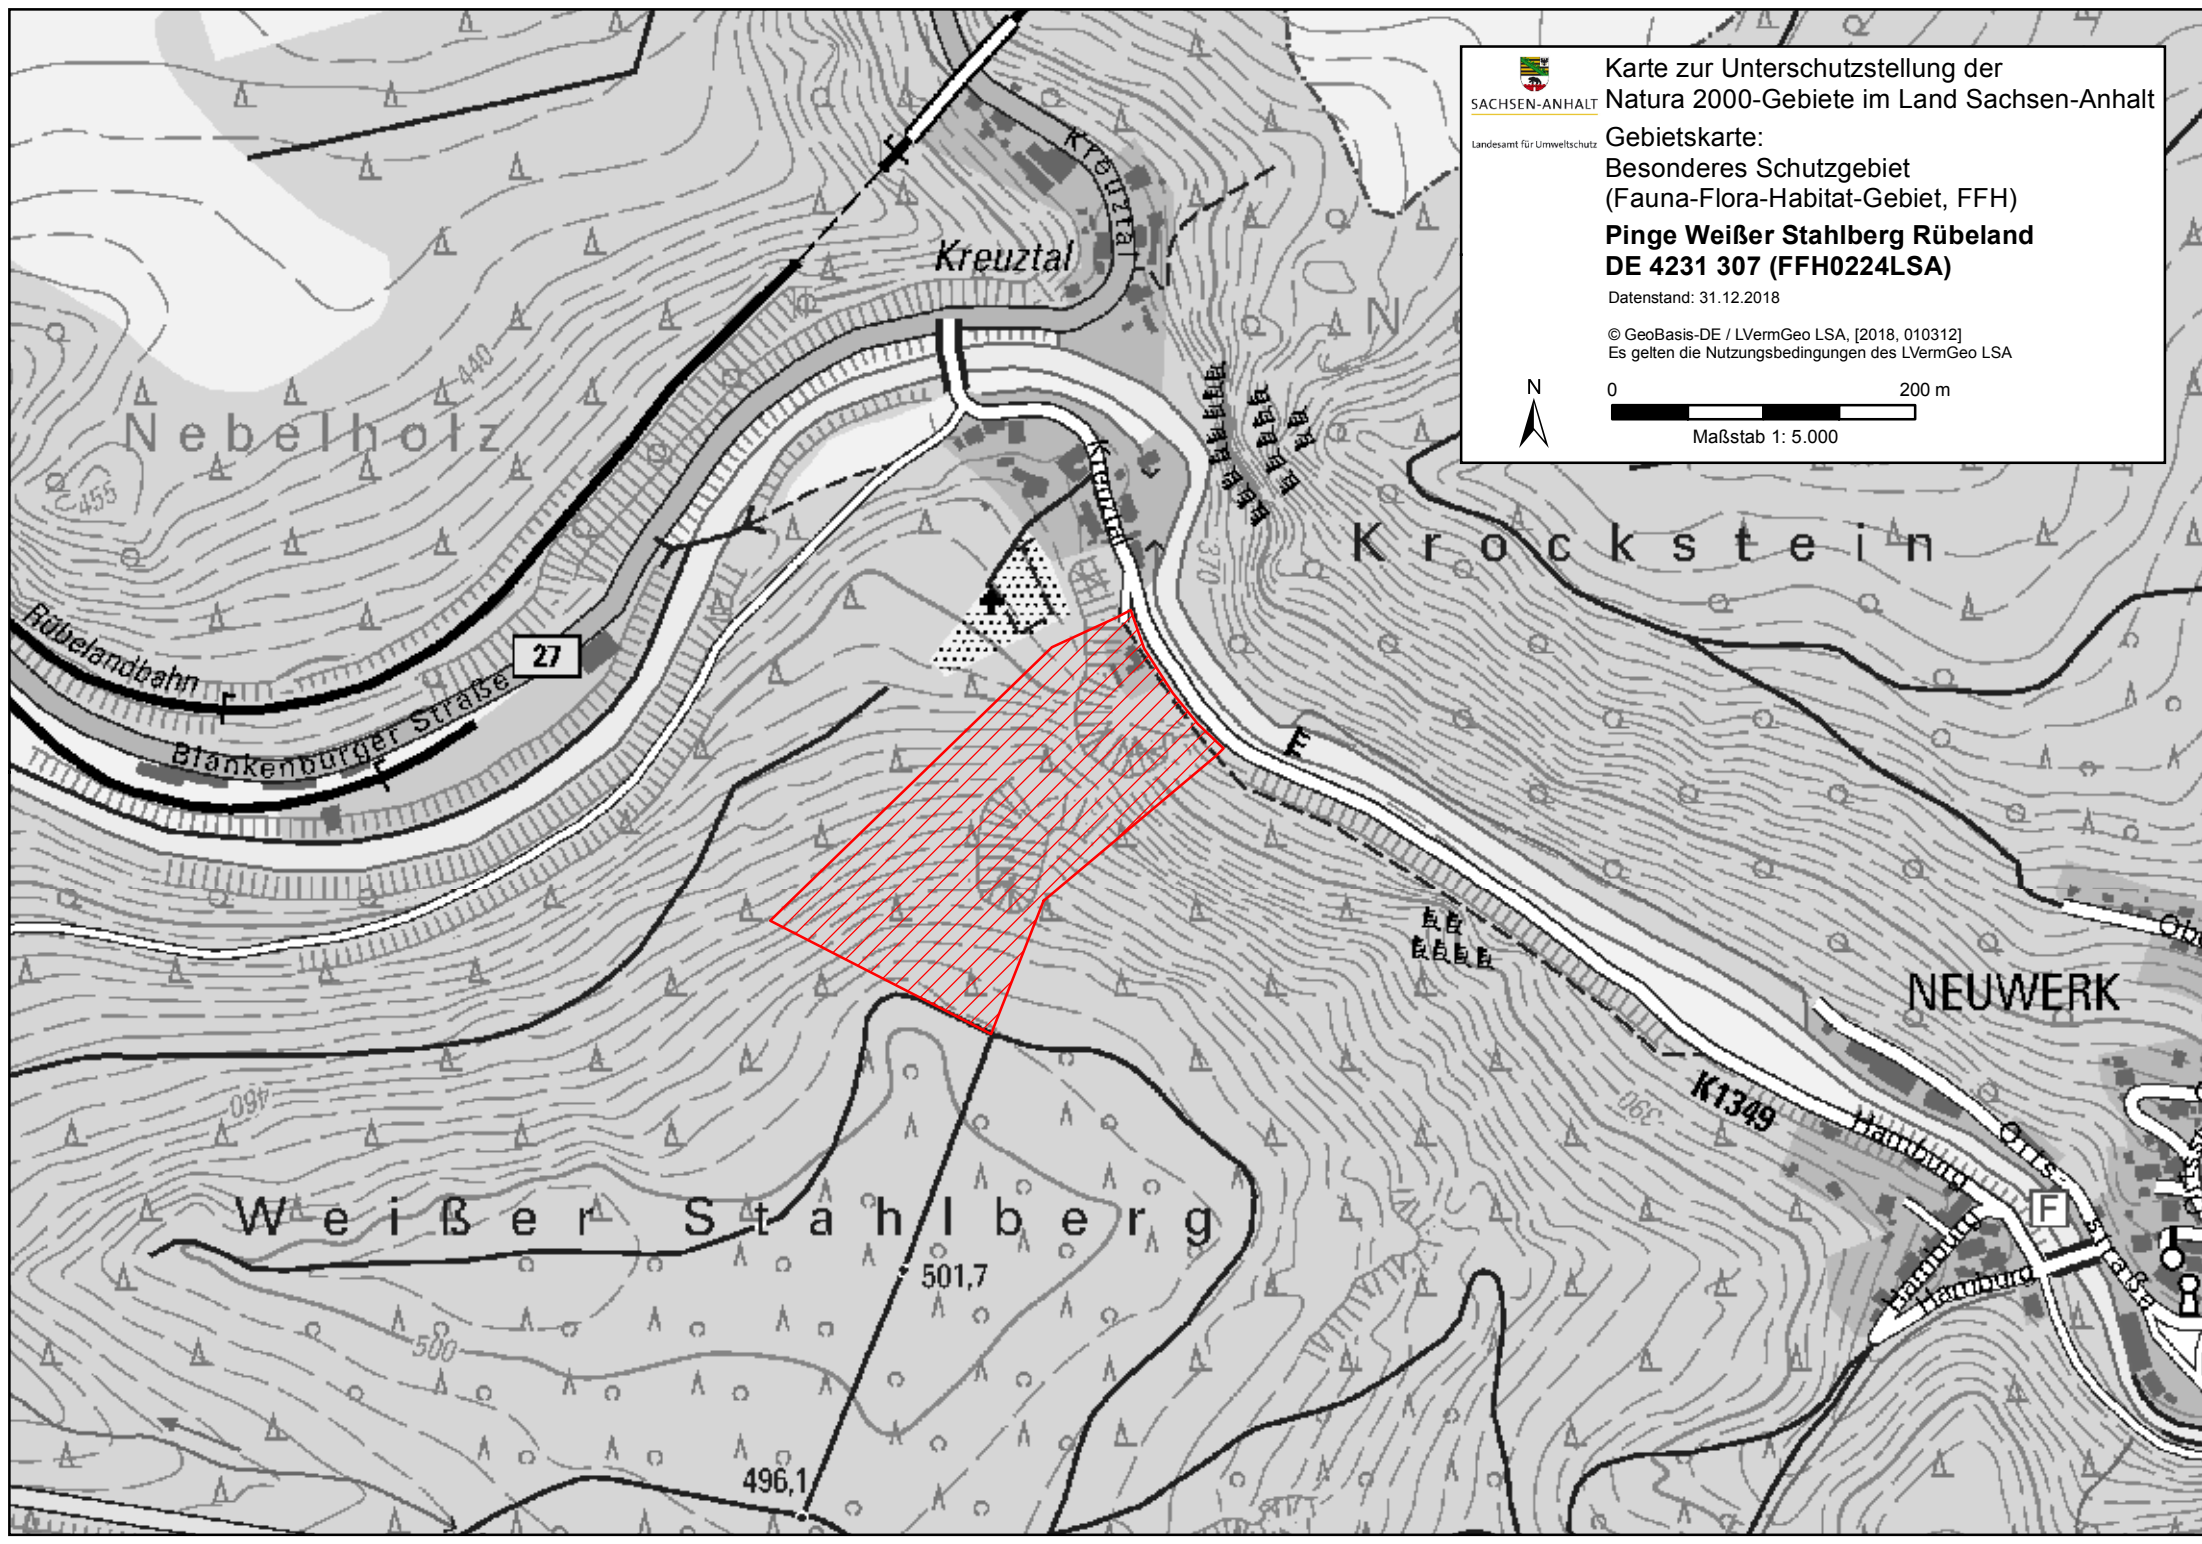 SACHSEN-ANHALT
Landesamt für Umweltschutz
Karte zur Unterschutzstellung der
Natura 2000-Gebiete im Land Sachsen-Anhalt
Gebietskarte:
Besonderes Schutzgebiet
(Fauna-Flora-Habitat-Gebiet, FFH)
Pinge Weißer Stahlberg Rübeland
DE 4231 307 (FFH0224LSA)
Datenstand: 31.12.2018
© GeoBasis-DE / LVermGeo LSA, [2018, 010312]
Es gelten die Nutzungsbedingungen des LVermGeo LSA
N
0 200 m
Maßstab 1: 5.000
Kreuztal
Kreuztal
N
440
Nebelholz
455
Kreuztal
370
Krockstein
Rübelandbahn
27
Blankenburger Straße
E
NEUWERK
K1349
390
460
Hamburg
Orts-
straße
F
Hamburg
Hamburg
Weißer Stahlberg
501,7
500
496,1